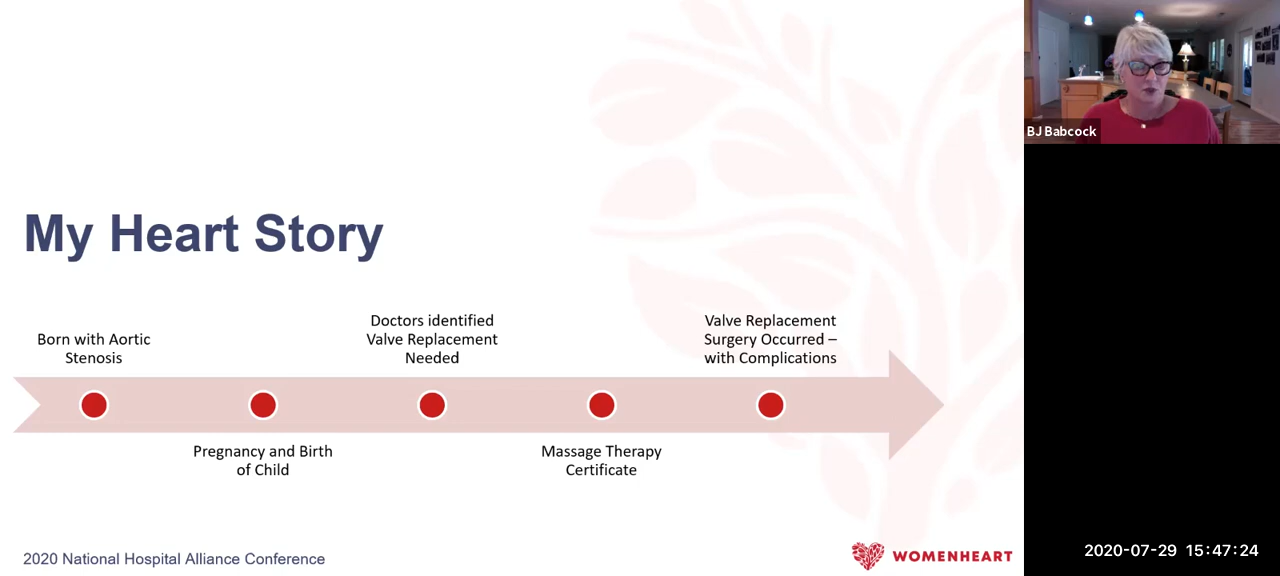 BJ Babcock
My Heart Story
Born with Aortic
Stenosis
Pregnancy and Birth
of Child
Doctors identified
Valve Replacement
Needed
Massage Therapy
Certificate
Valve Replacement
Surgery Occurred –
with Complications
2020 National Hospital Alliance Conference
WOMENHEART
2020-07-29 15:47:24